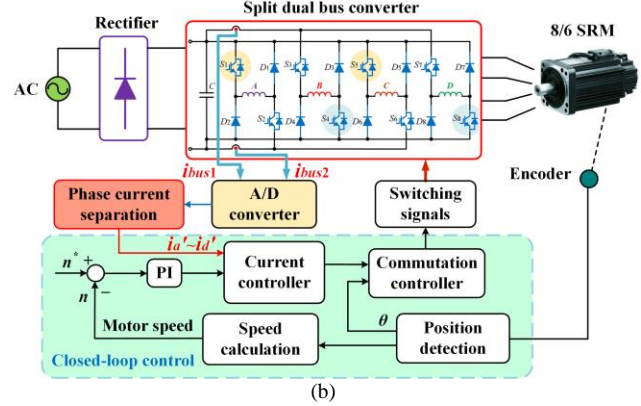 Split dual bus converter
Rectifier
8/6 SRM
AC
C
S1
D1
S3
D3
S5
D5
S7
D7
A
B
C
D
D2
S2
D4
S4
D6
S6
D8
S8
Encoder
ibus1
ibus2
Phase current
separation
A/D
converter
Switching
signals
ia'~id'
n* +
n −
PI
Current
controller
Commutation
controller
θ
Motor speed
Speed
calculation
Position
detection
Closed-loop control
(b)